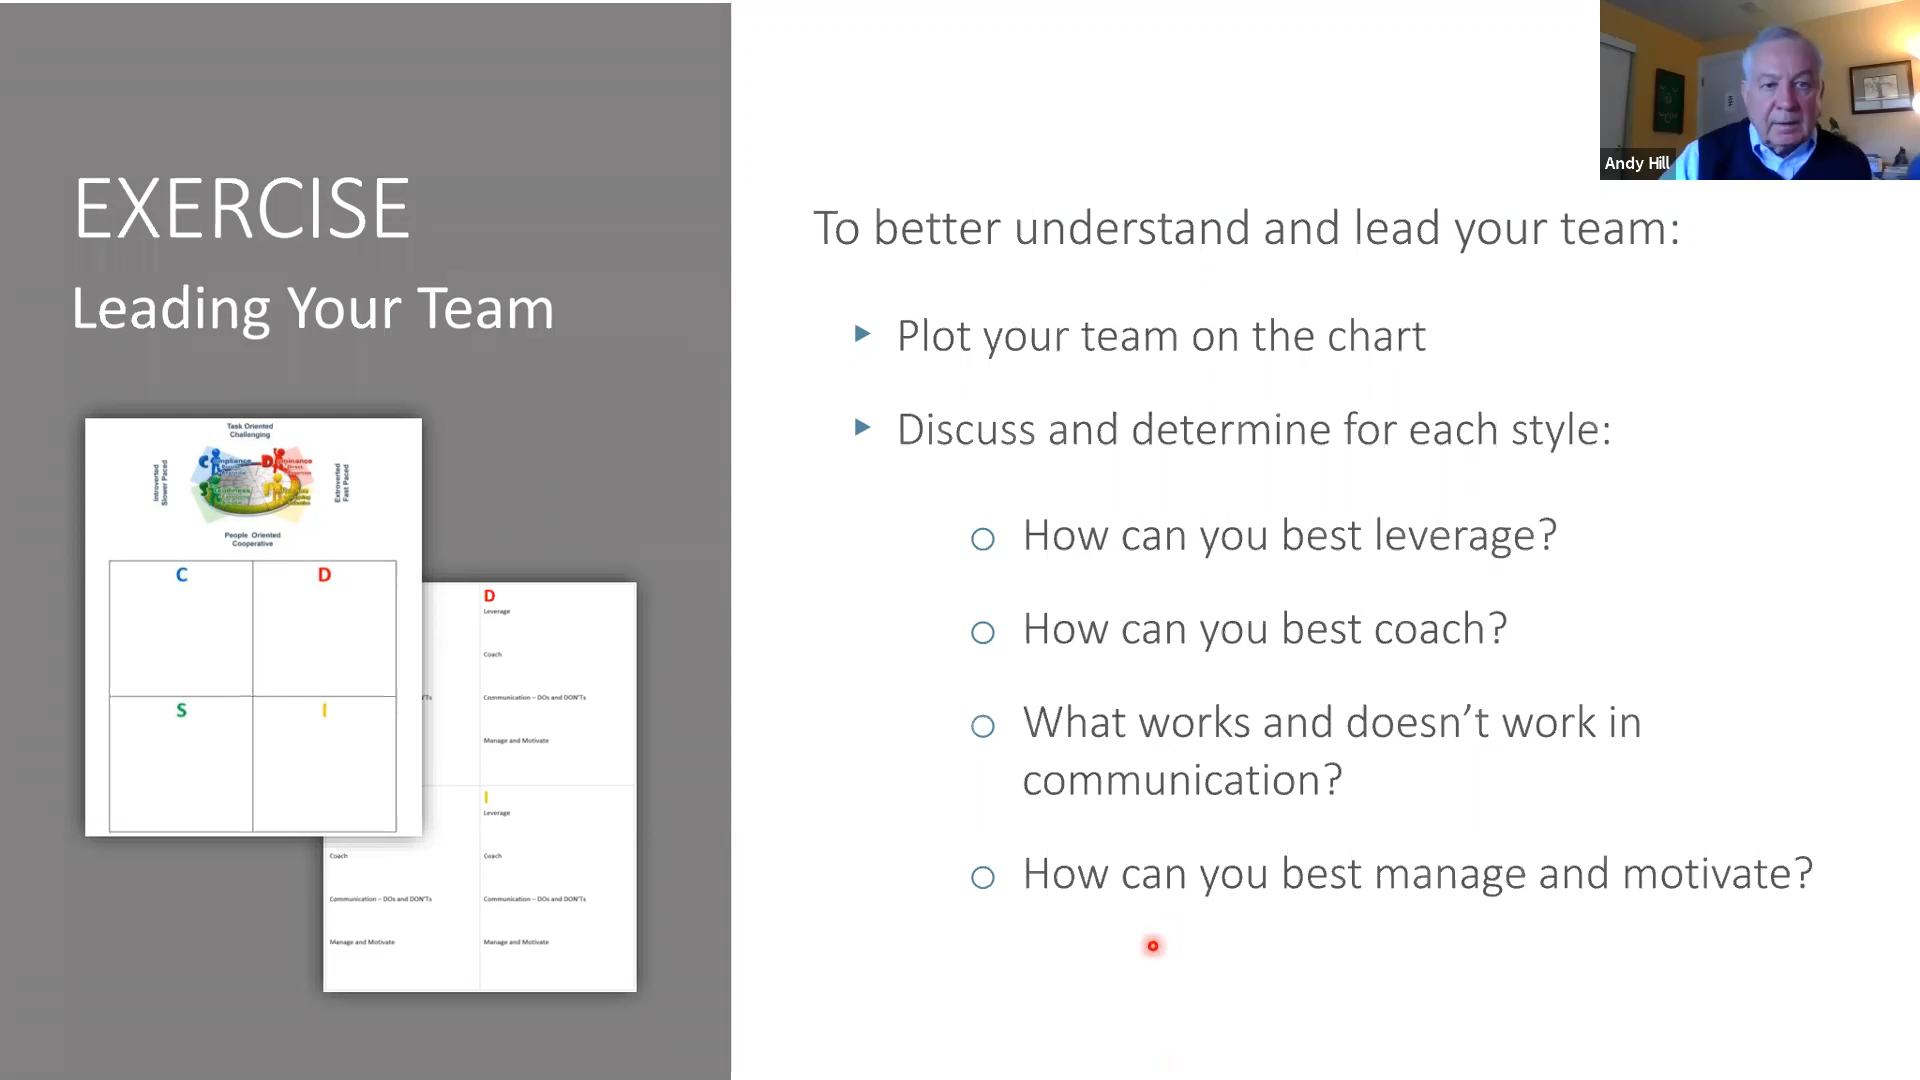 EXERCISE
Leading Your Team
Task Oriented
Challenging
Introverted
Slower Paced
Compliance
Dominance
Direct
Steadiness
Extroverted
Fast Paced
People Oriented
Cooperative
C
D
S
I
D
Leverage
Coach
Communication – DOs and DON'Ts
Manage and Motivate
I
Leverage
Coach
Coach
Communication – DOs and DON'Ts
Communication – DOs and DON'Ts
Manage and Motivate
Manage and Motivate
To better understand and lead your team:
Plot your team on the chart
Discuss and determine for each style:
How can you best leverage?
How can you best coach?
What works and doesn’t work in
communication?
How can you best manage and motivate?
Andy Hill